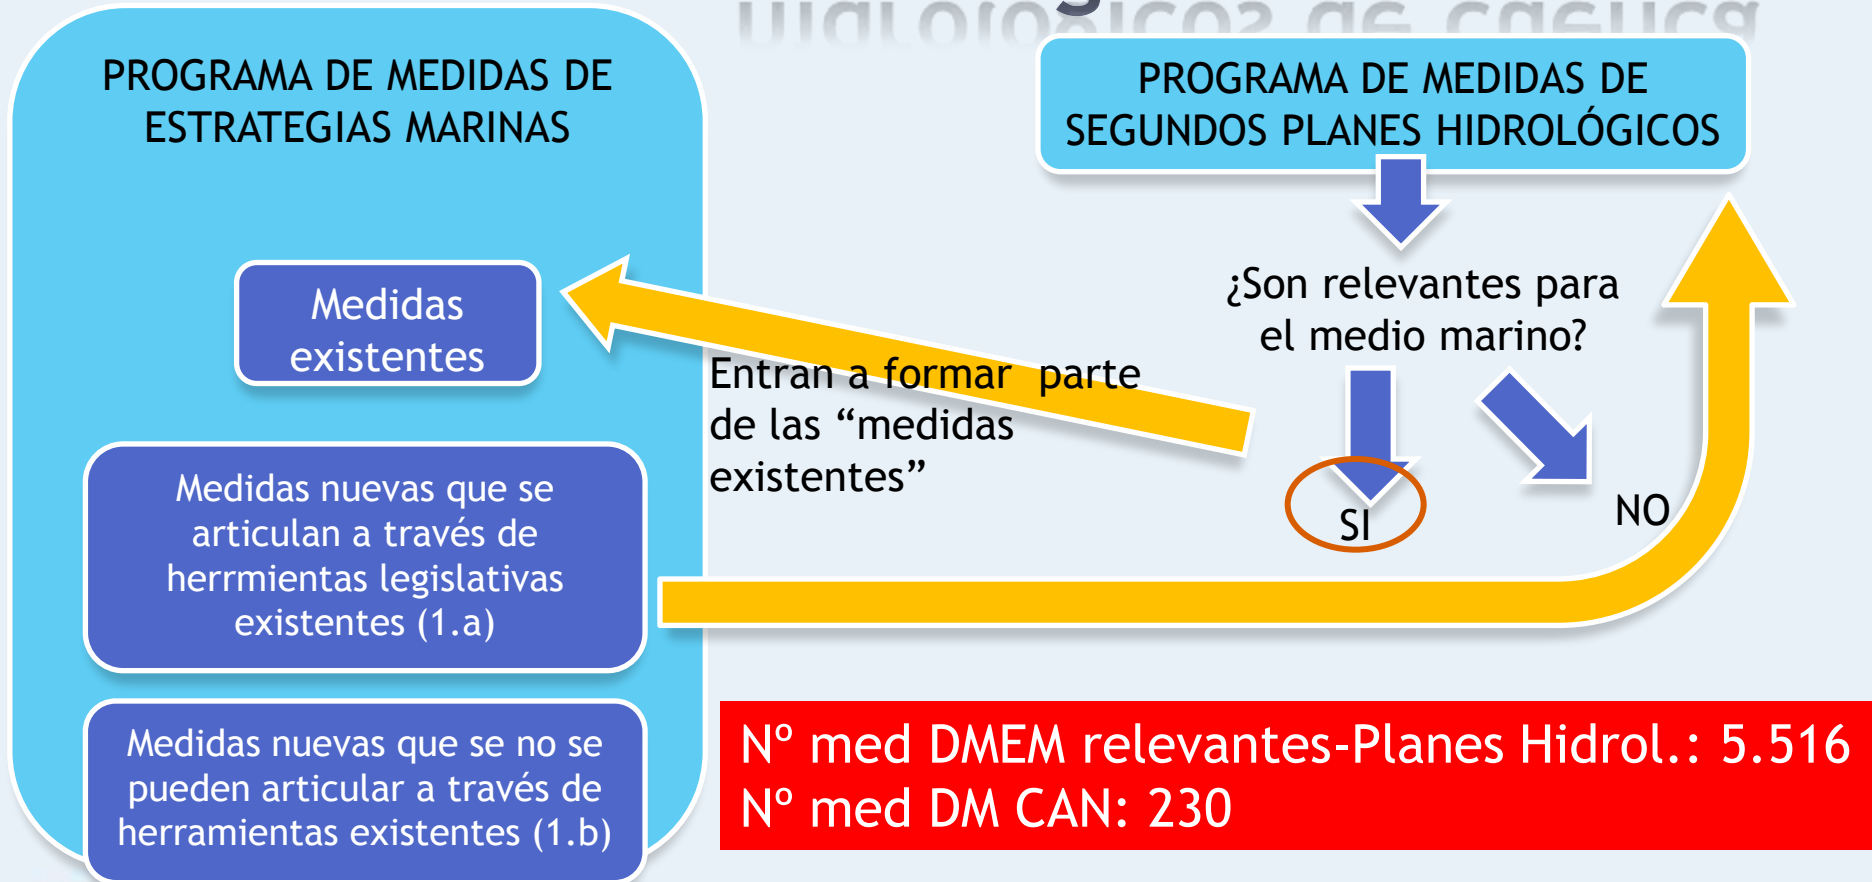 hidrológicos de cuenca
PROGRAMA DE MEDIDAS DE
ESTRATEGIAS MARINAS
PROGRAMA DE MEDIDAS DE
SEGUNDOS PLANES HIDROLÓGICOS
¿Son relevantes para
el medio marino?
Medidas
existentes
Entran a formar parte
de las “medidas
existentes”
SI
NO
Medidas nuevas que se
articulan a través de
herrmientas legislativas
existentes (1.a)
Medidas nuevas que se no se
pueden articular a través de
herramientas existentes (1.b)
Nº med DMEM relevantes-Planes Hidrol.: 5.516
Nº med DM CAN: 230